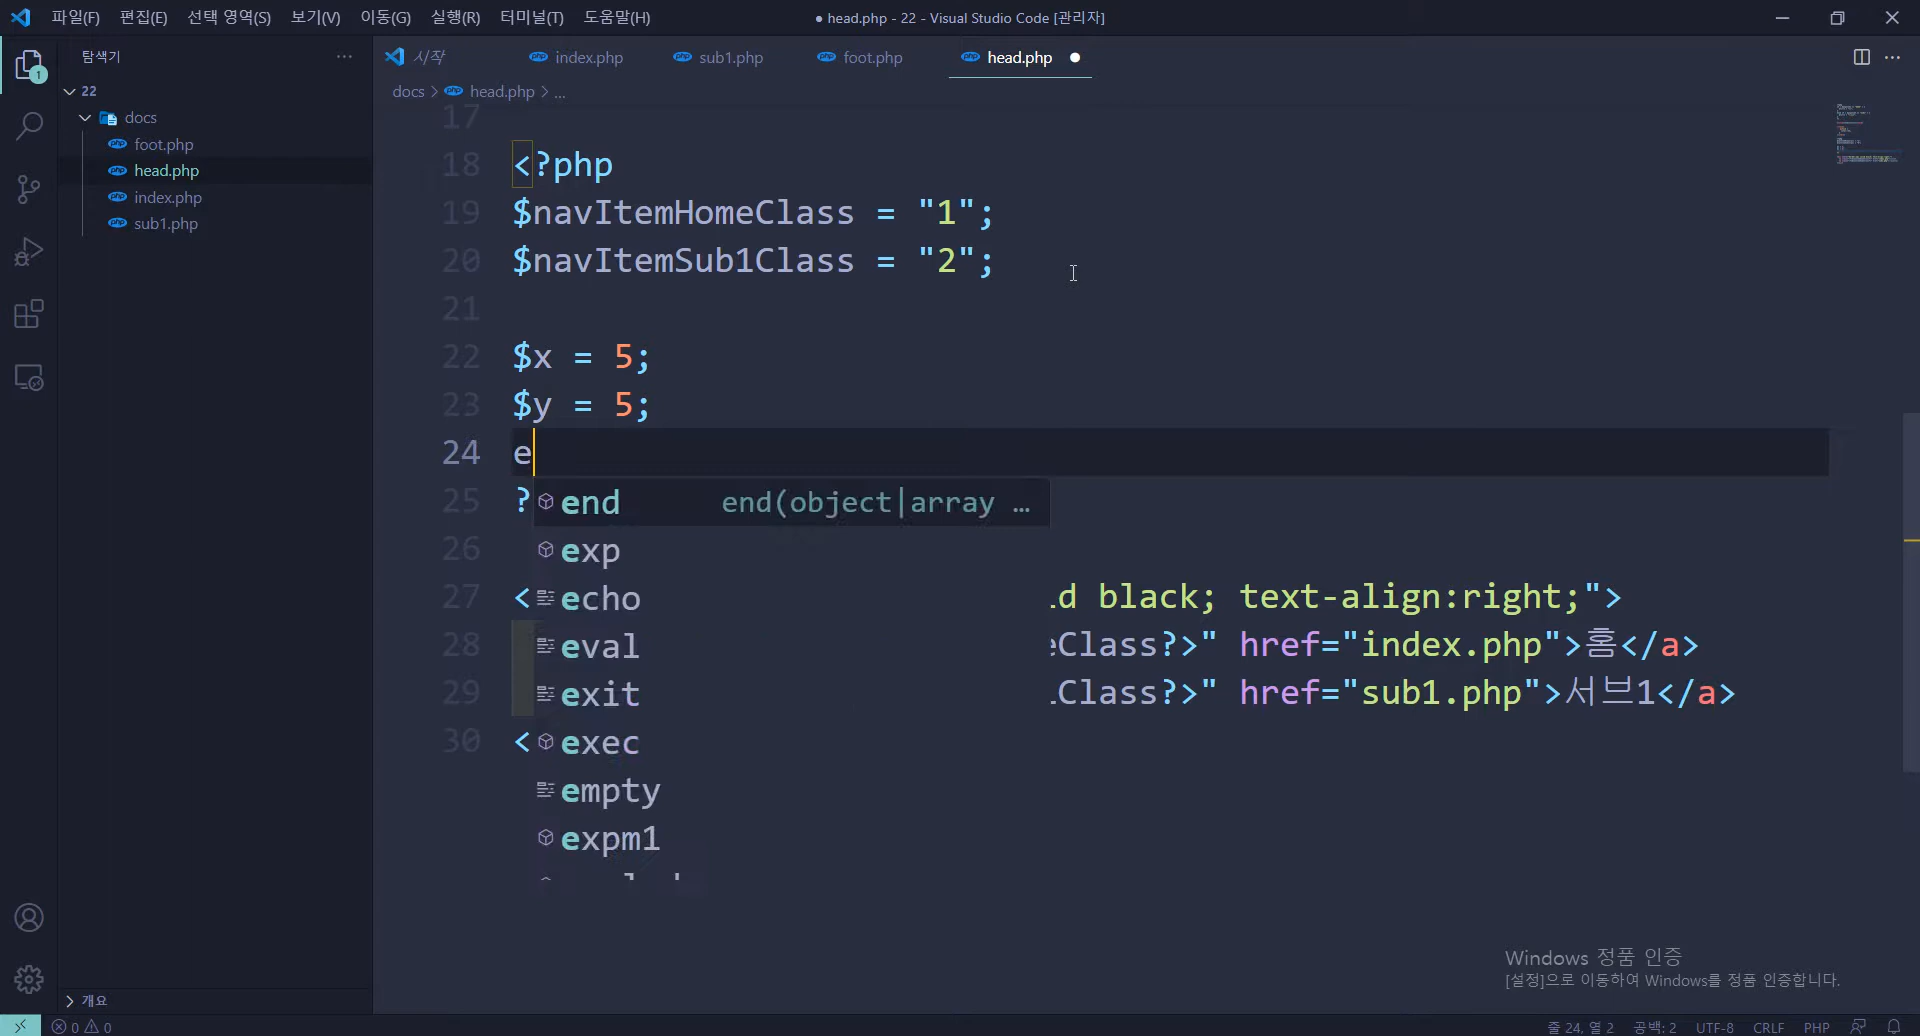 파일(F) 편집(E) 선택 영역(S) 보기(V) 이동(G) 실행(R) 터미널(T) 도움말(H)
● head.php - 22 - Visual Studio Code [관리자]
탐색기
시작 index.php sub1.php foot.php head.php
docs > head.php > ...
22
docs
foot.php
head.php
index.php
sub1.php
1
17
18 <?php
19 $navItemHomeClass = "1";
20 $navItemSub1Class = "2";
21
22 $x = 5;
23 $y = 5;
24 e
25 ?
end end(object|array ...
26
exp
27 <
echo
d black; text-align:right;">
28
eval
eClass?>" href="index.php">홈</a>
29
exit
Class?>" href="sub1.php">서브1</a>
30 <
exec
empty
expm1
Windows 정품 인증
[설정]으로 이동하여 Windows를 정품 인증합니다.
개요
0 0
줄 24, 열 2 공백: 2 UTF-8 CRLF PHP